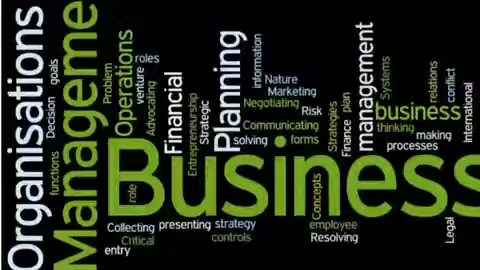 Organisations
Decision
goals
functions
Manageme
Problem
Operations
roles
venture
Advocating
Financial
Entrepreneurship
Strategic
Planning
information
Nature
Marketing
Negotiating
Risk
Communicating
solving
forms
Strategies
Finance
plan
management
Systems
business
thinking
relations
conflict
International
making
processes
Business
role
Concepts
Collecting
presenting
strategy
Critical
controls
entry
employee
Resolving
Legal